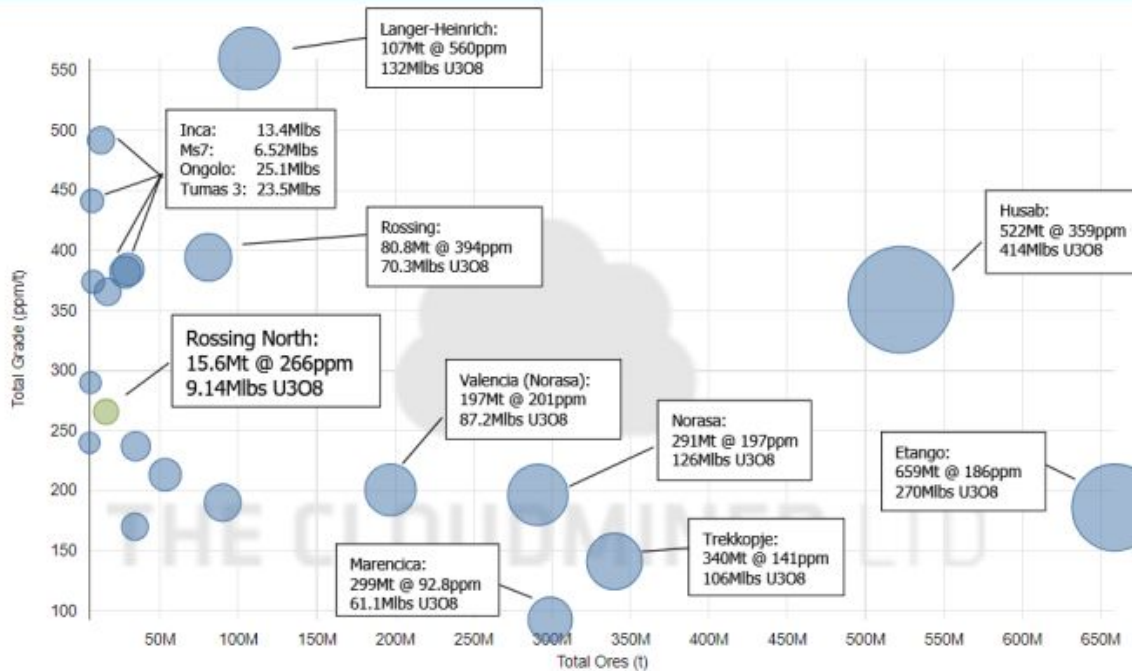 Langer-Heinrich:
107Mt @ 560ppm
132Mlbs U3O8
Inca: 13.4Mlbs
Ms7: 6.52Mlbs
Ongolo: 25.1Mlbs
Tumas 3: 23.5Mlbs
Rossing:
80.8Mt @ 394ppm
70.3Mlbs U3O8
Husab:
522Mt @ 359ppm
414Mlbs U3O8
Rossing North:
15.6Mt @ 266ppm
9.14Mlbs U3O8
Valencia (Norasa):
197Mt @ 201ppm
87.2Mlbs U3O8
Norasa:
291Mt @ 197ppm
126Mlbs U3O8
Etango:
659Mt @ 186ppm
270Mlbs U3O8
Trekkopje:
340Mt @ 141ppm
106Mlbs U3O8
Marencica:
299Mt @ 92.8ppm
61.1Mlbs U3O8
THE CLOUDMINER LTD
Total Grade (ppm/t)
550
500
450
400
350
300
250
200
150
100
50M 100M 150M 200M 250M 300M 350M 400M 450M 500M 550M 600M 650M
Total Ores (t)